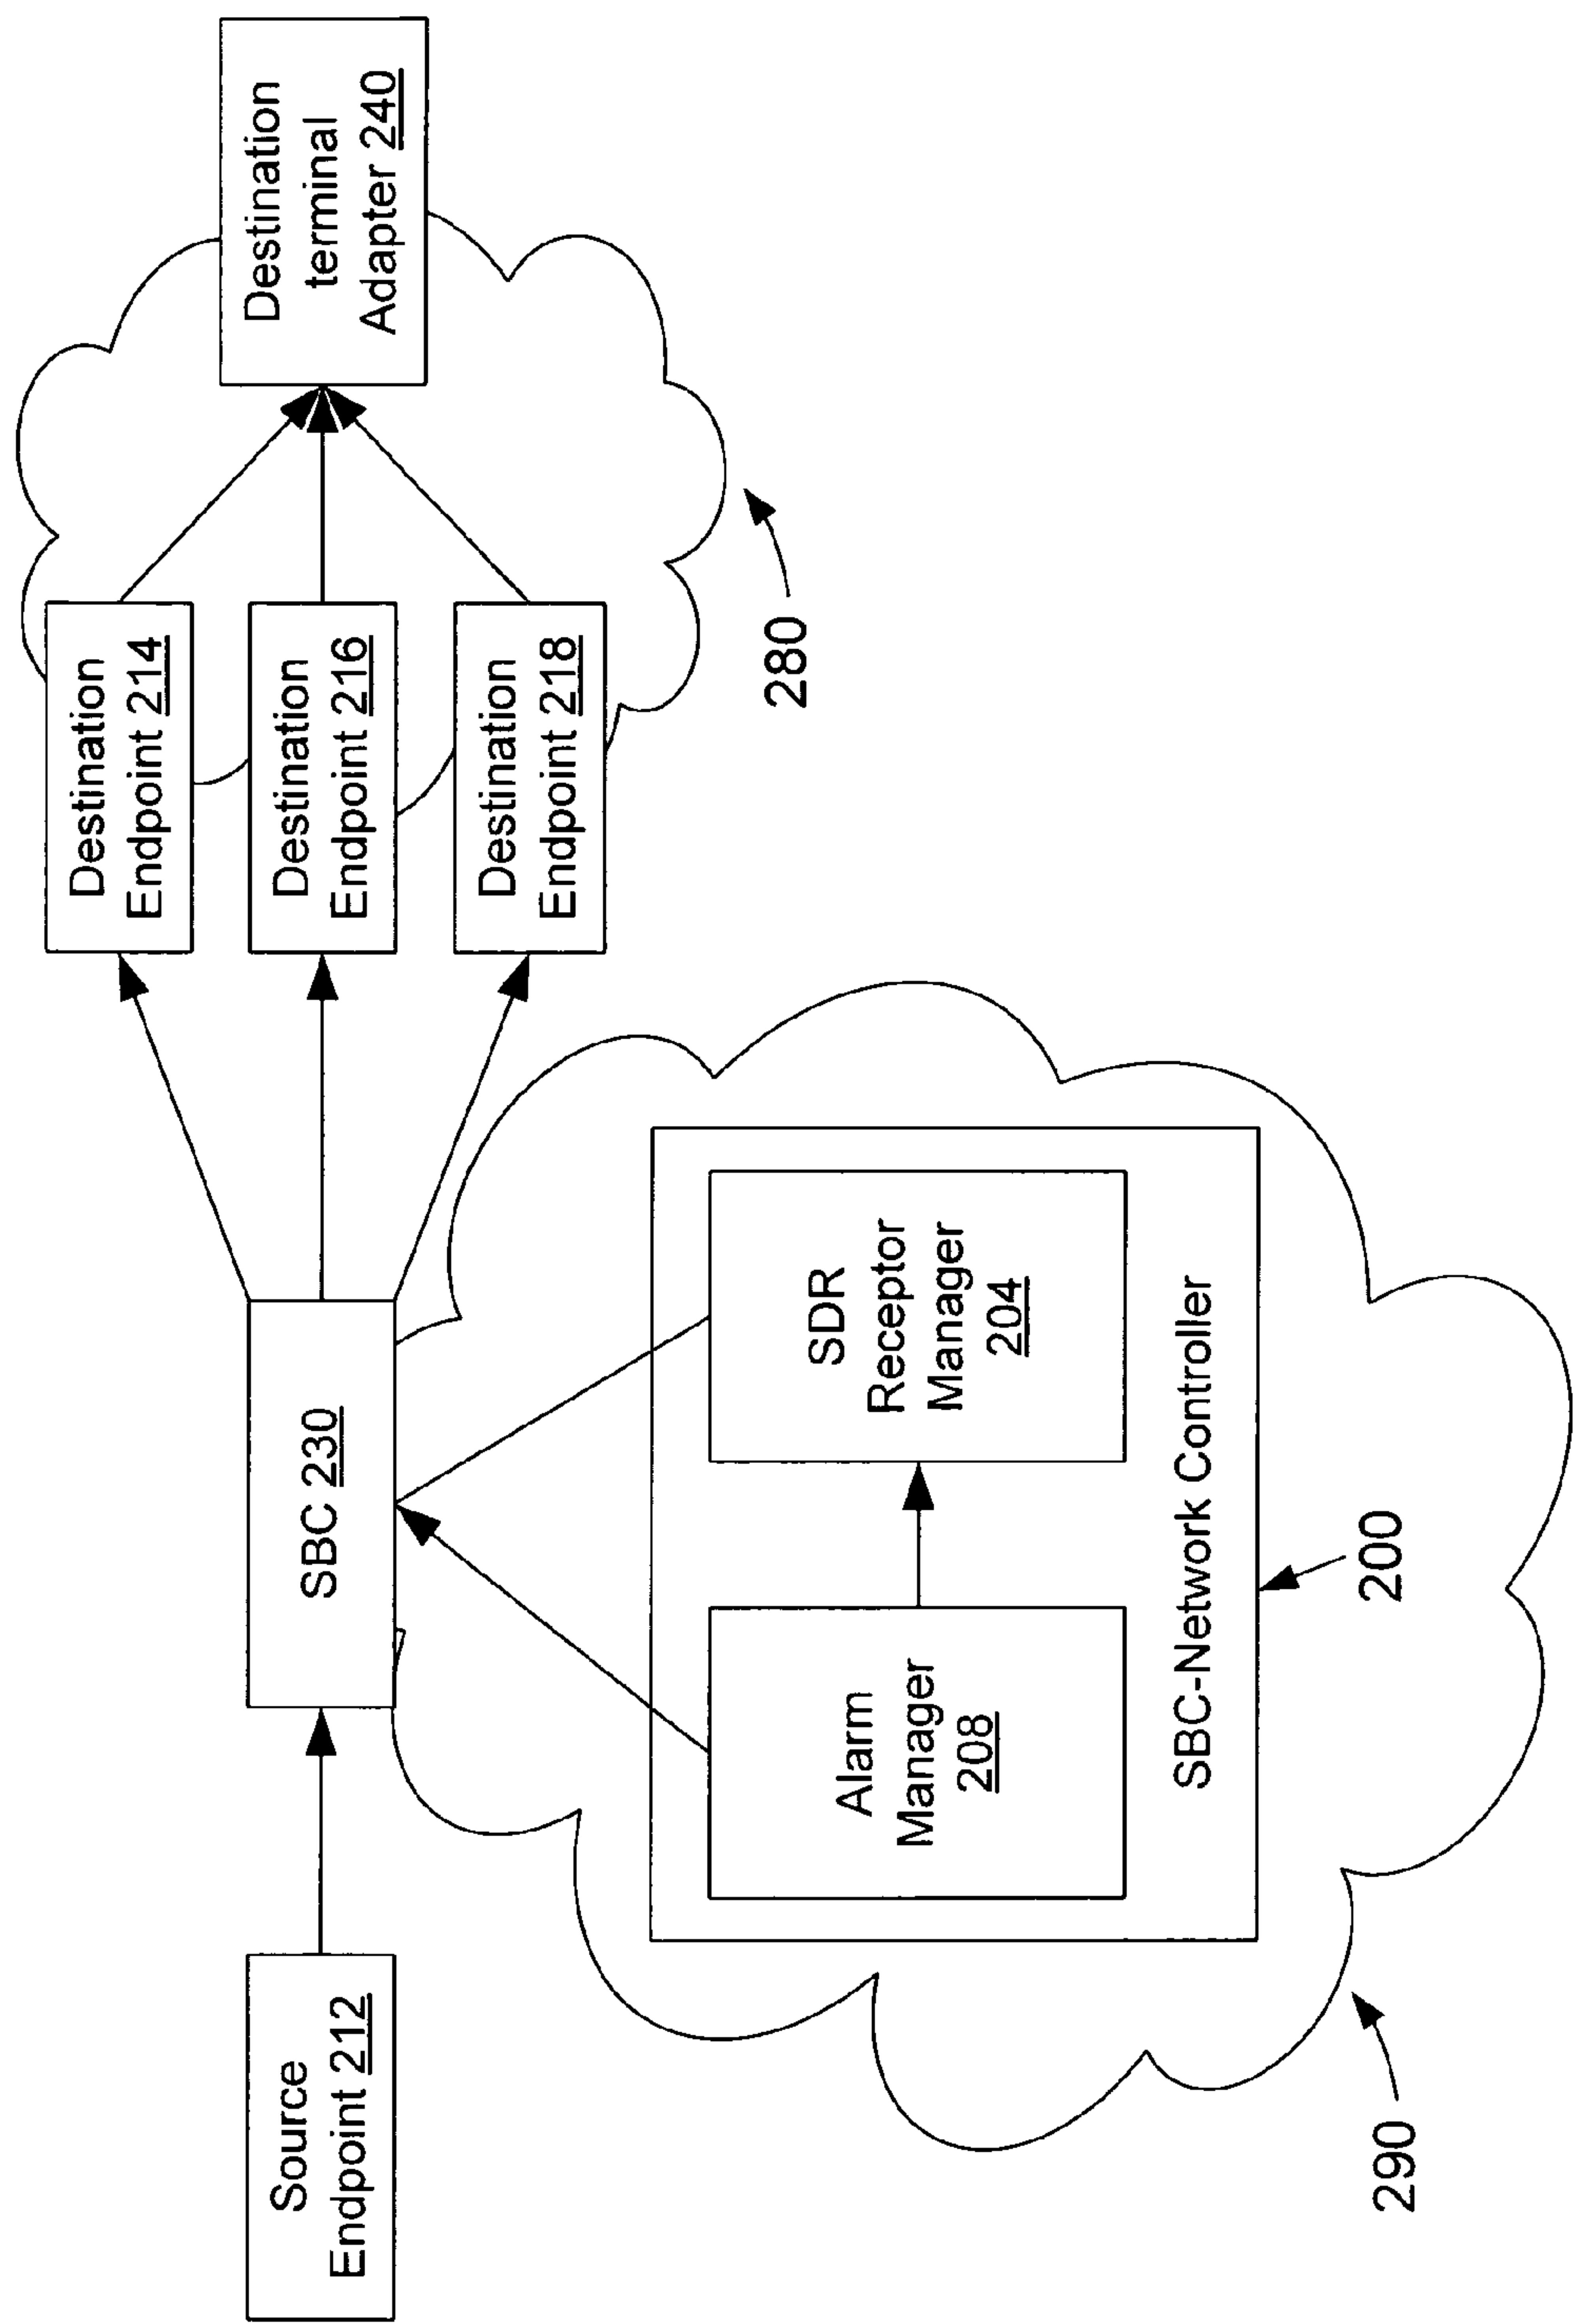 Source
Endpoint 212
SBC 230
Destination
Endpoint 214
Destination
Endpoint 216
Destination
Endpoint 218
Destination
terminal
Adapter 240
280
Alarm
Manager
208
SDR
Receptor
Manager
204
SBC-Network Controller
200
290